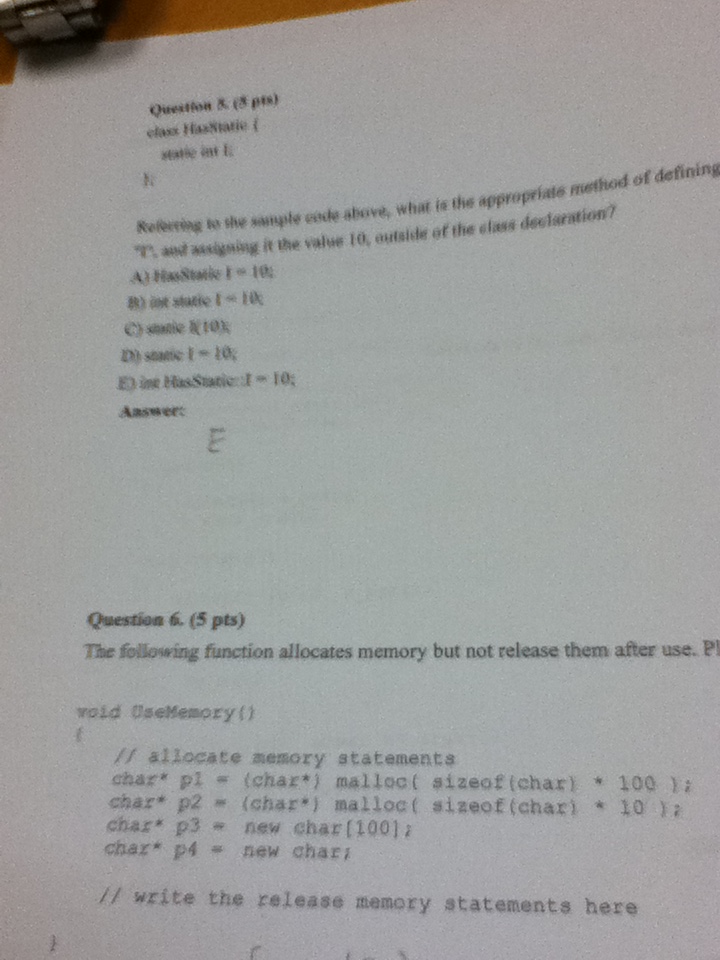 Question 5. (5 pts)
class HasStatic {
static int I;
};
Referring to the sample code above, what is the appropriate method of defining
"I", and assigning it the value 10, outside of the class declaration?
A) HasStatic I = 10;
B) int static I = 10;
C) static I(10);
D) static I = 10;
E) int HasStatic::I = 10;
Answer:
E
Question 6. (5 pts)
The following function allocates memory but not release them after use. Pl
void UseMemory()
{
// allocate memory statements
char* p1 = (char*) malloc( sizeof(char) * 100 );
char* p2 = (char*) malloc( sizeof(char) * 10 );
char* p3 = new char[100];
char* p4 = new char;
// write the release memory statements here
}